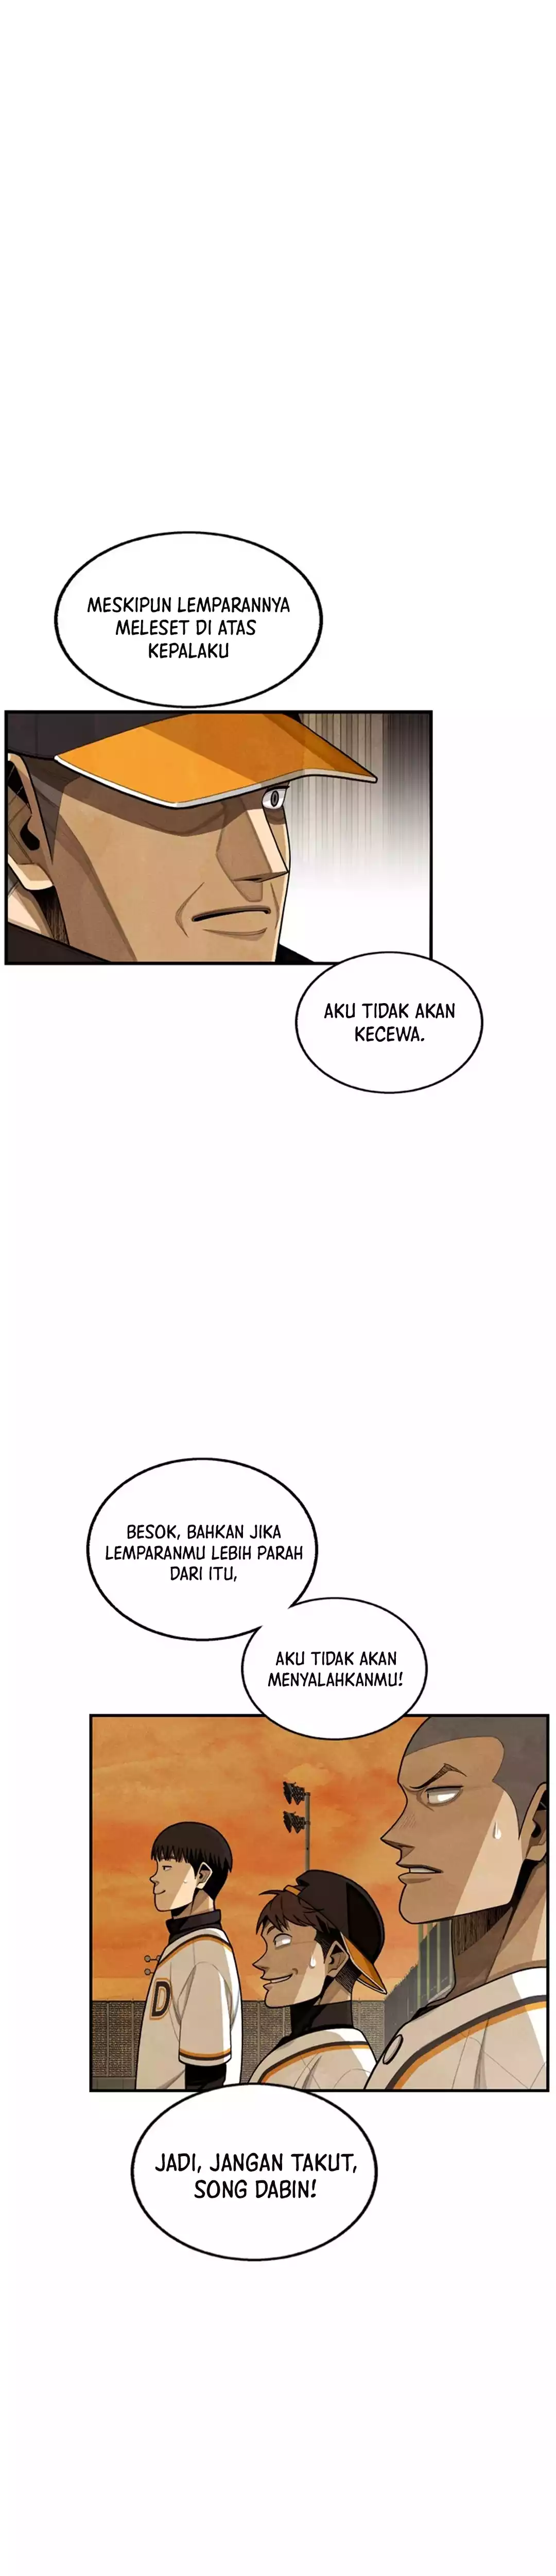 MESKIPUN LEMPARANNYA
MELESET DI ATAS
KEPALAKU
AKU TIDAK AKAN
KECEWA.
BESOK, BAHKAN JIKA
LEMPARANMU LEBIH PARAH
DARI ITU,
AKU TIDAK AKAN
MENYALAHKANMU!
D
JADI, JANGAN TAKUT,
SONG DABIN!